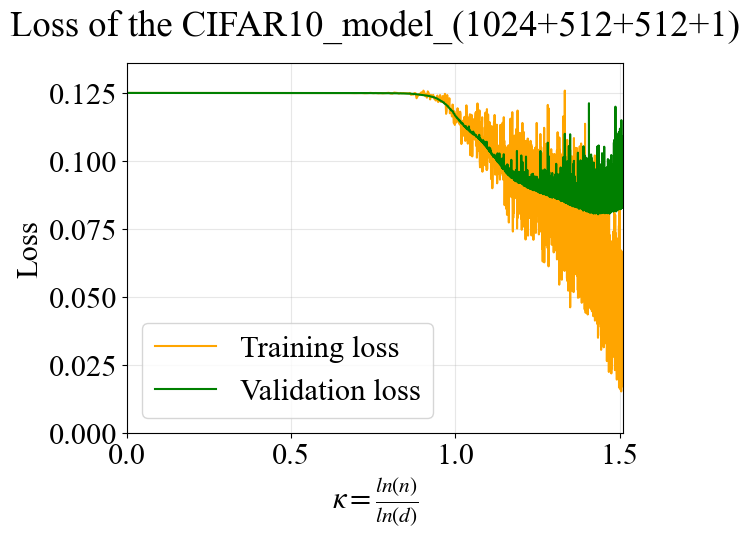 Loss of the CIFAR10_model_(1024+512+512+1)
0.125
0.100
0.075
0.050
0.025
0.000
Loss
Training loss
Validation loss
0.0 0.5 1.0 1.5
κ = ln(n)/ln(d)